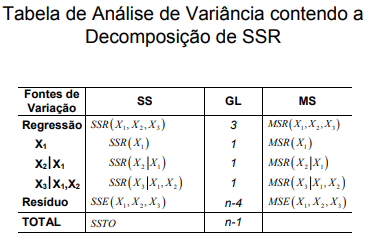 Tabela de Análise de Variância contendo a
Decomposição de SSR
Fontes de Variação SS GL MS
Regressão SSR(X₁, X₂, X₃) 3 MSR(X₁, X₂, X₃)
X₁ SSR(X₁) 1 MSR(X₁)
X₂|X₁ SSR(X₂|X₁) 1 MSR(X₂|X₁)
X₃|X₁,X₂ SSR(X₃|X₁, X₂) 1 MSR(X₃|X₁, X₂)
Resíduo SSE(X₁, X₂, X₃) n-4 MSE(X₁, X₂, X₃)
TOTAL SSTO n-1